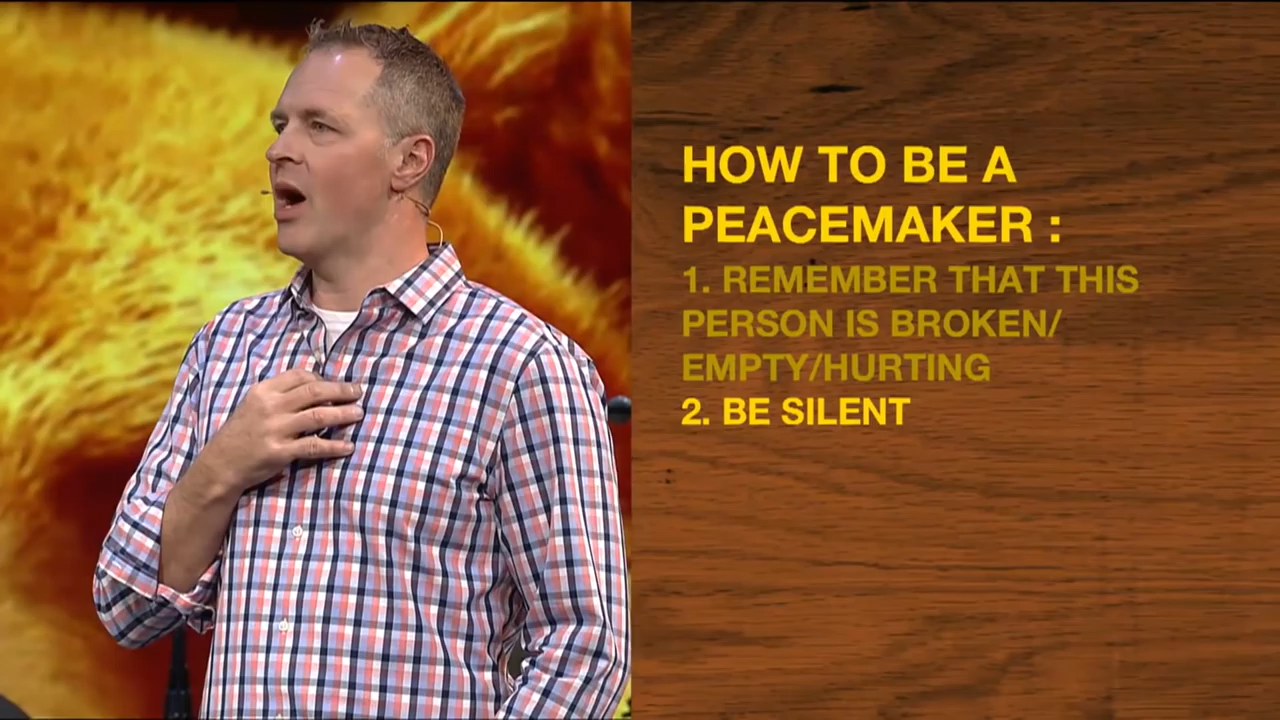 HOW TO BE A
PEACEMAKER :
1. REMEMBER THAT THIS
PERSON IS BROKEN/
EMPTY/HURTING
2. BE SILENT